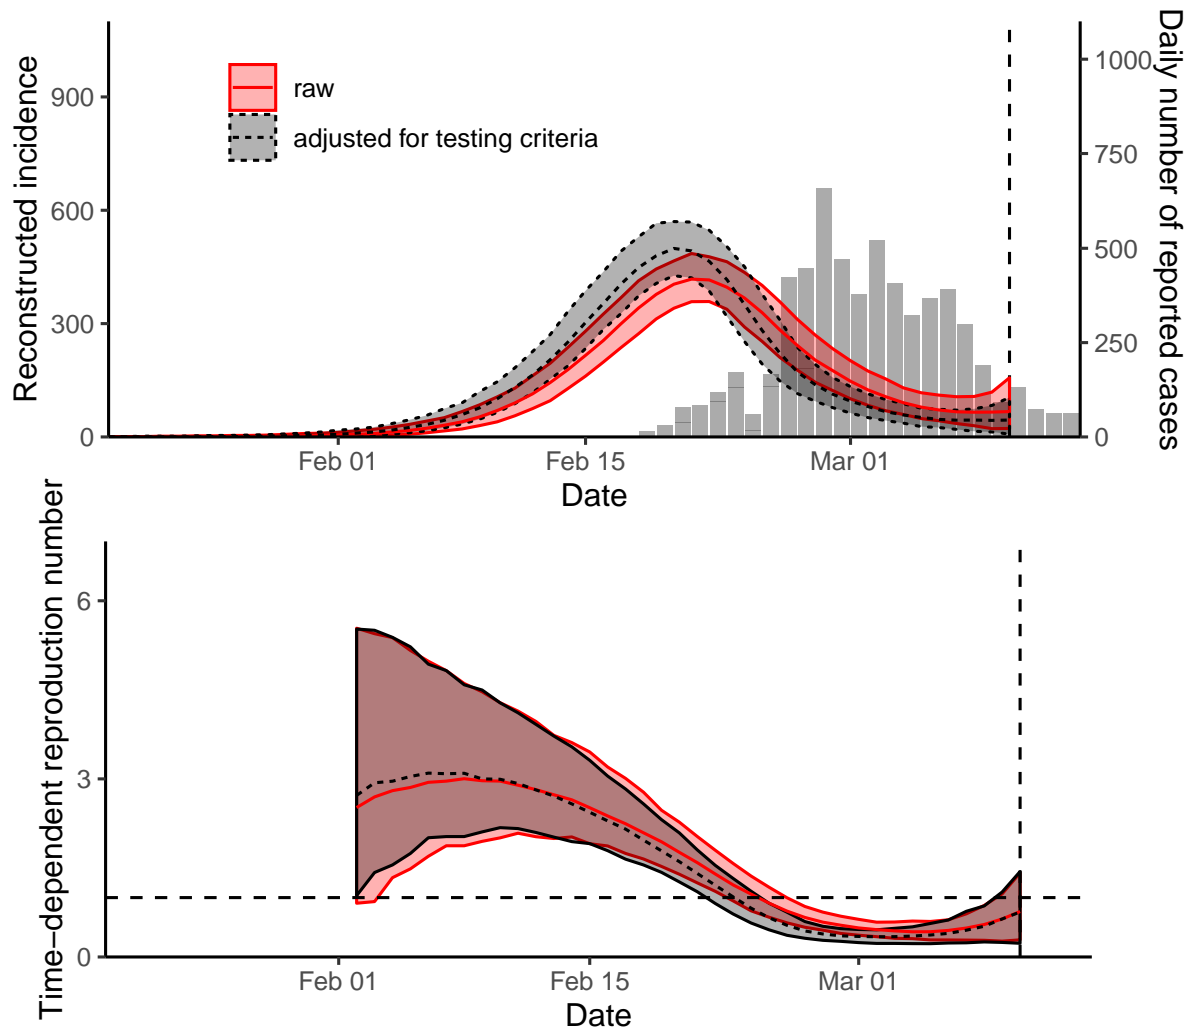 Reconstructed incidence
900
600
300
0
raw
adjusted for testing criteria
1000
750
500
250
0
Daily number of reported cases
Feb 01
Feb 15
Mar 01
Date
Time−dependent reproduction number
6
3
0
Feb 01
Feb 15
Mar 01
Date